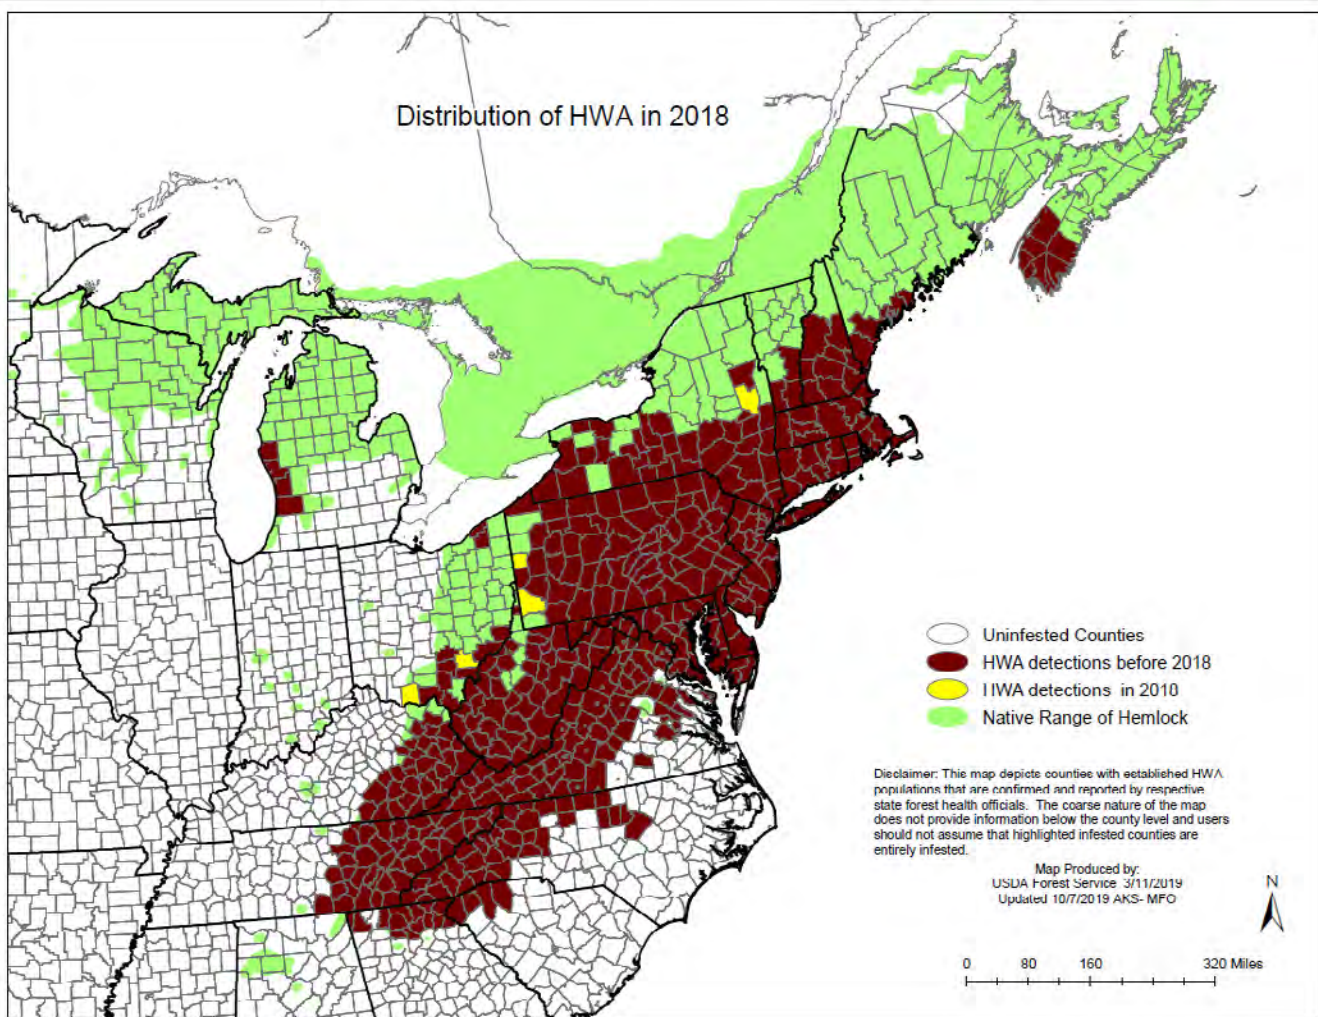 Distribution of HWA in 2018
Uninfested Counties
HWA detections before 2018
HWA detections in 2018
Native Range of Hemlock
Disclaimer: This map depicts counties with established HWA
populations that are confirmed and reported by respective
state forest health officials. The coarse nature of the map
does not provide information below the county level and users
should not assume that highlighted infested counties are
entirely infested.
Map Produced by:
USDA Forest Service 3/11/2019
Updated 10/7/2019 AKS- MFO
N
0 80 160 320 Miles